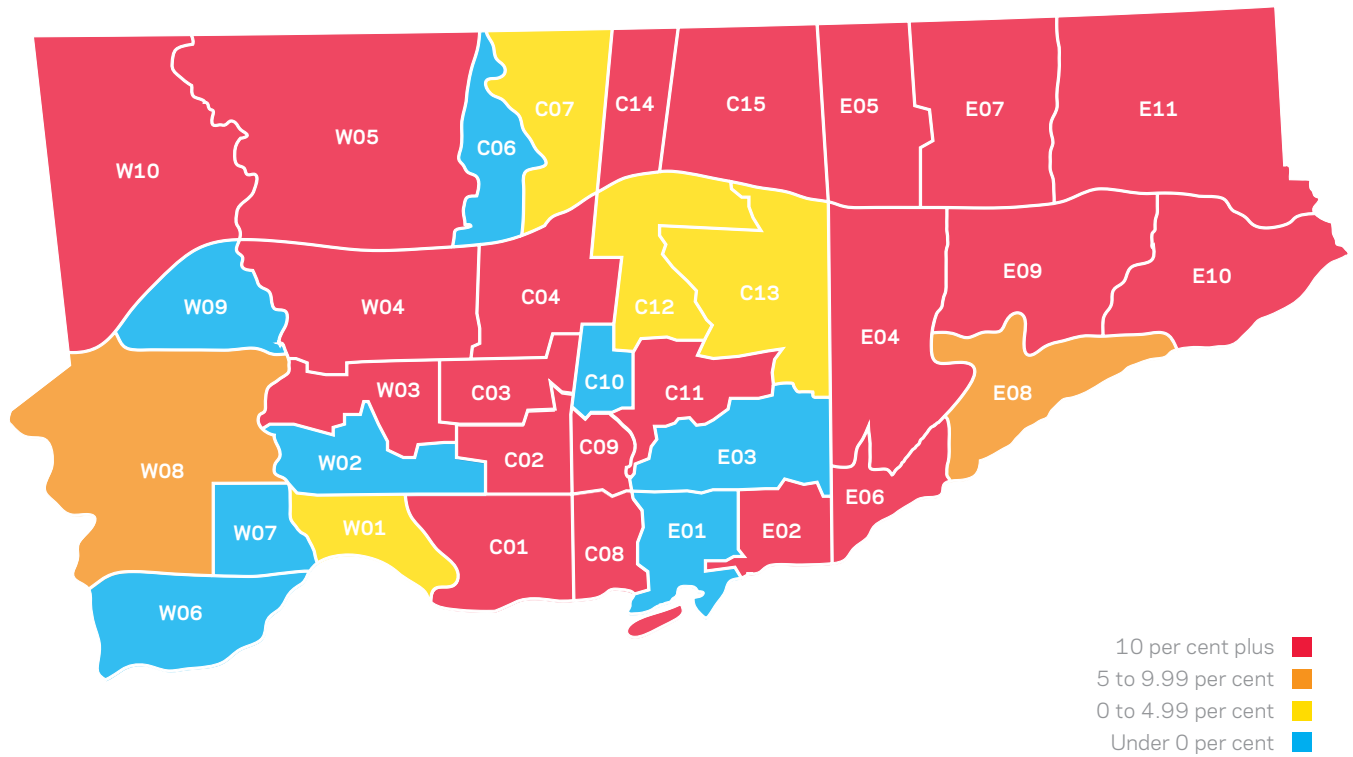 C07
C14
C15
E05
E07
E11
W05
C06
W10
W09
W04
C04
C12
C13
E04
E09
E10
W03
C03
C10
C11
E08
W08
W02
C02
C09
E03
E06
W07
W01
C01
C08
E01
E02
W06
10 per cent plus
5 to 9.99 per cent
0 to 4.99 per cent
Under 0 per cent